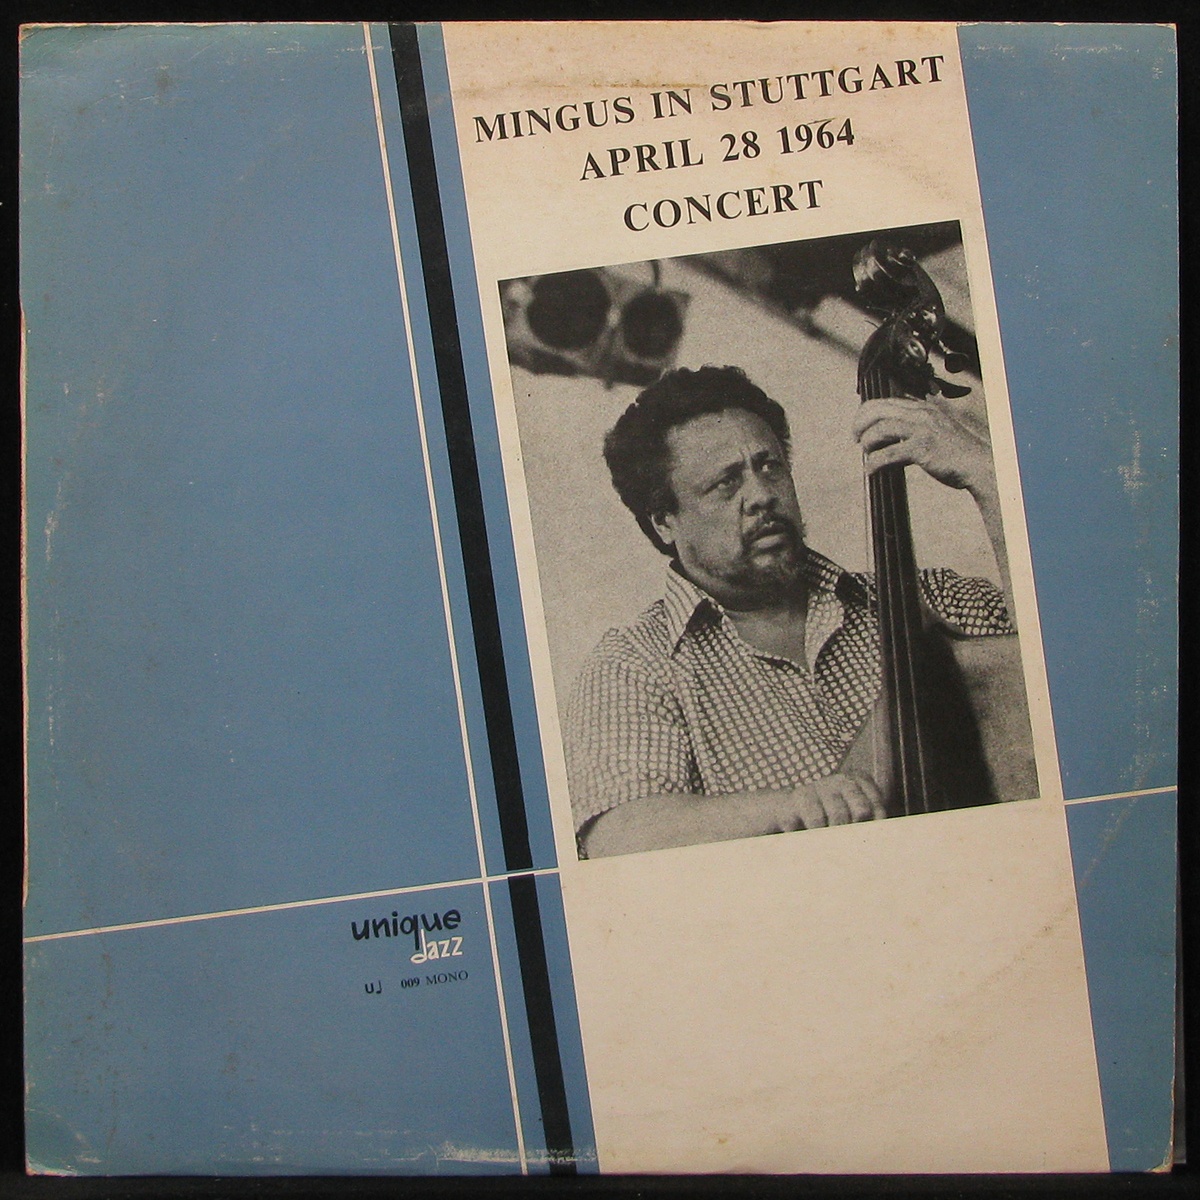 MINGUS IN STUTTGART
APRIL 28 1964
CONCERT
unique
Jazz
UJ 009 MONO